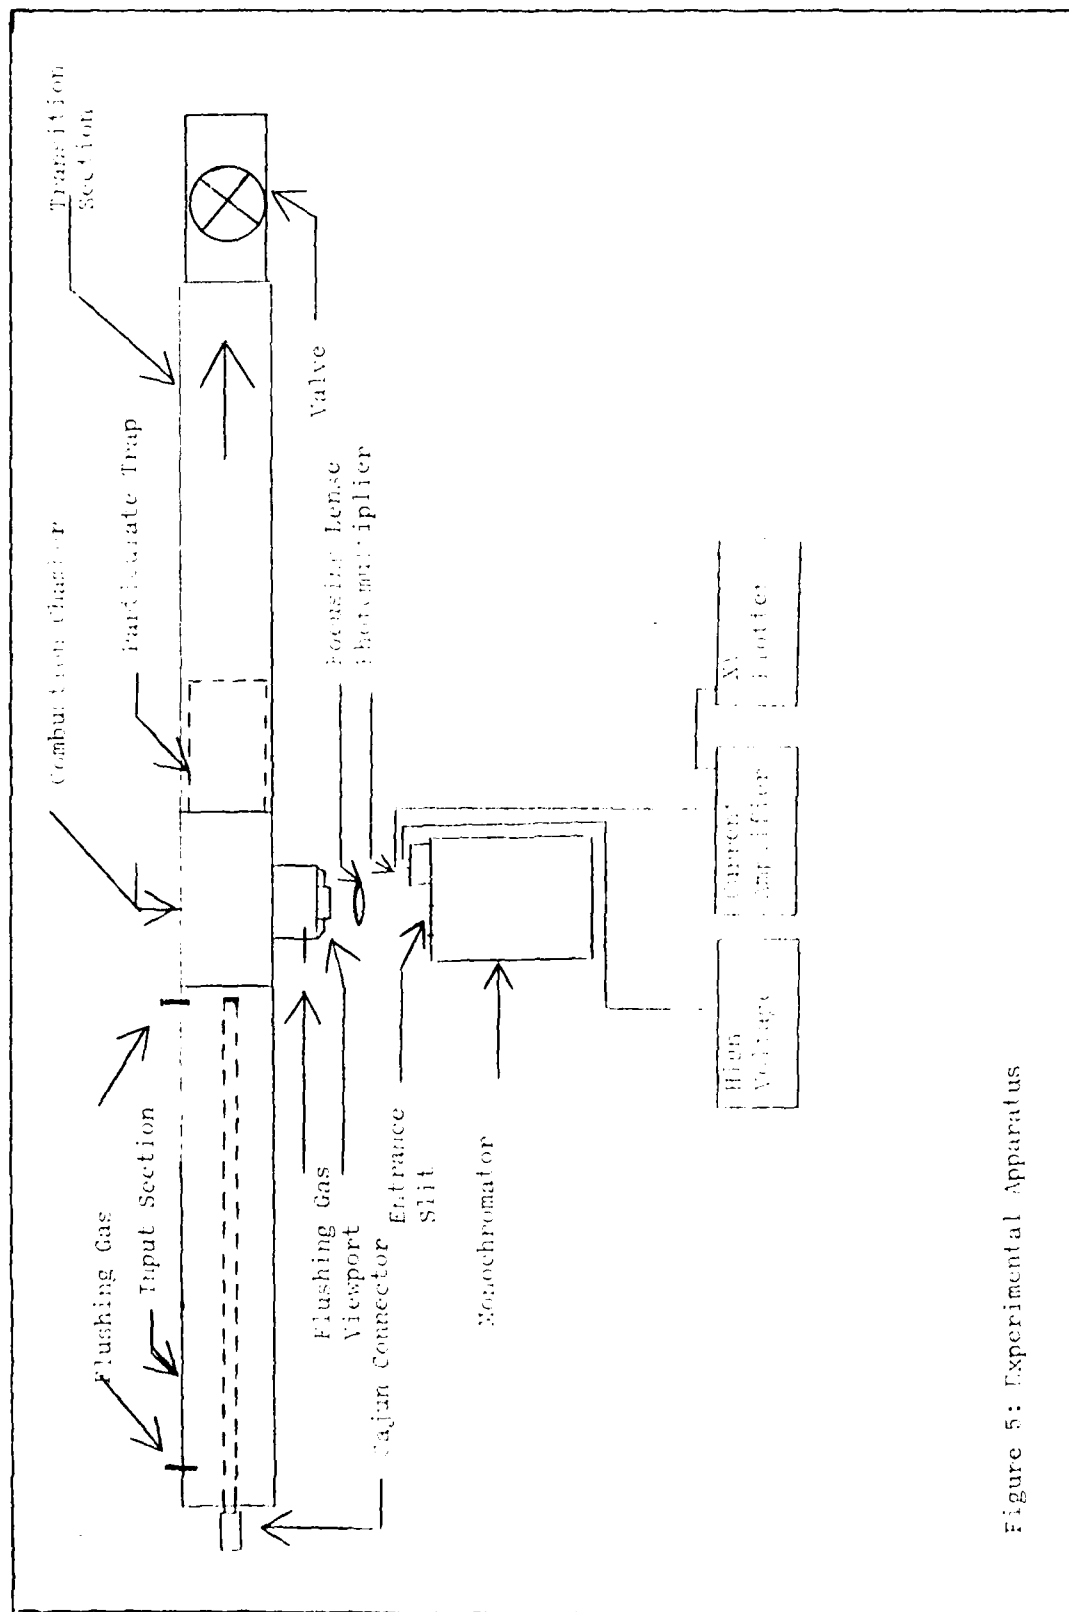 Transition
Section
Combustion Chamber
Particulate Trap
Flushing Gas
Input Section
Valve
Focusing Lense
Photomultiplier
Flushing Gas
Viewport
Cajun Connector
Entrance
Slit
Monochromator
High
Voltage
Current
Amplifier
XY
Plotter
Figure 5: Experimental Apparatus